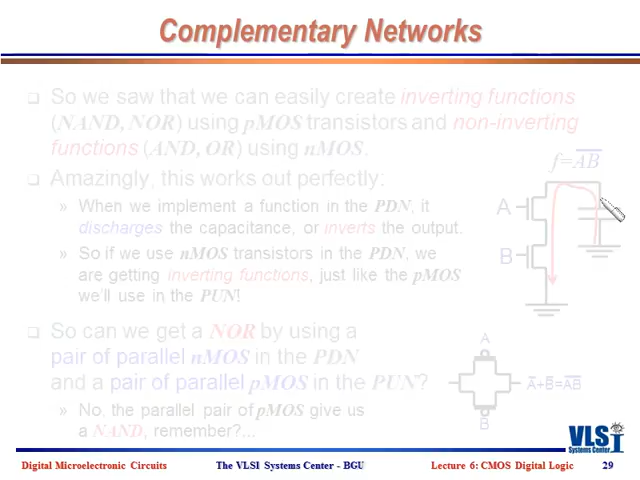 Complementary Networks
So we saw that we can easily create inverting functions
(NAND, NOR) using pMOS transistors and non-inverting
functions (AND, OR) using nMOS.
Amazingly, this works out perfectly:
» When we implement a function in the PDN, it
discharges the capacitance, or inverts the output.
» So if we use nMOS transistors in the PDN, we
are getting inverting functions, just like the pMOS
we'll use in the PUN!
f=A̅B̅
A
B
So can we get a NOR by using a
pair of parallel nMOS in the PDN
and a pair of parallel pMOS in the PUN?
» No, the parallel pair of pMOS give us
a NAND, remember?...
A
A̅+B̅=A̅B̅
B
VLSI
Systems Center
Digital Microelectronic Circuits The VLSI Systems Center - BGU Lecture 6: CMOS Digital Logic 29